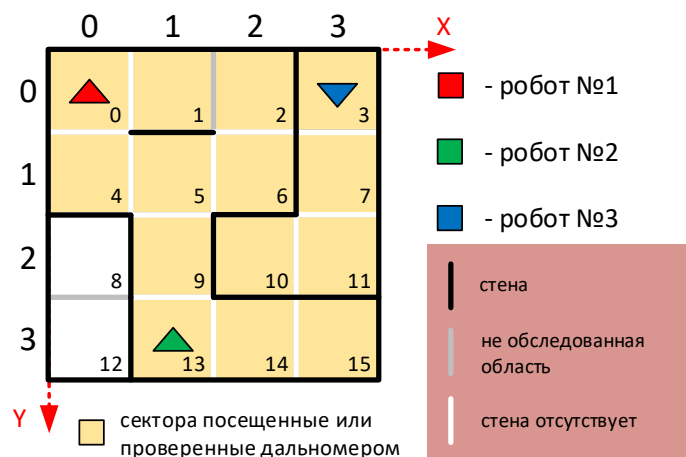 0 1 2 3 X
0 0 1 2 3
1 4 5 6 7
2 8 9 10 11
3 12 13 14 15
Y
- робот №1
- робот №2
- робот №3
стена
не обследованная
область
стена отсутствует
сектора посещенные или
проверенные дальномером